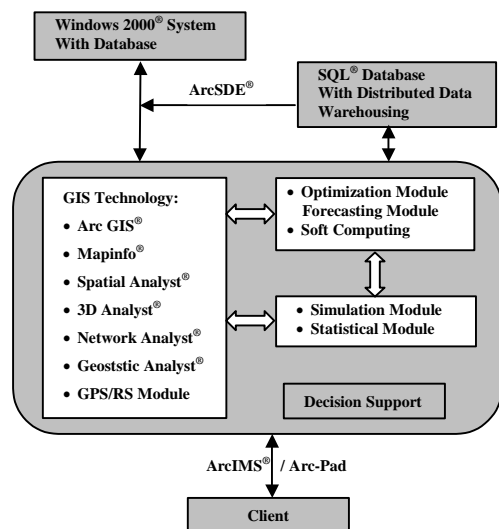 Windows 2000® System
With Database
SQL® Database
With Distributed Data
Warehousing
ArcSDE®
GIS Technology:
• Arc GIS®
• Mapinfo®
• Spatial Analyst®
• 3D Analyst®
• Network Analyst®
• Geoststic Analyst®
• GPS/RS Module
• Optimization Module
Forecasting Module
• Soft Computing
• Simulation Module
• Statistical Module
Decision Support
ArcIMS® / Arc-Pad
Client